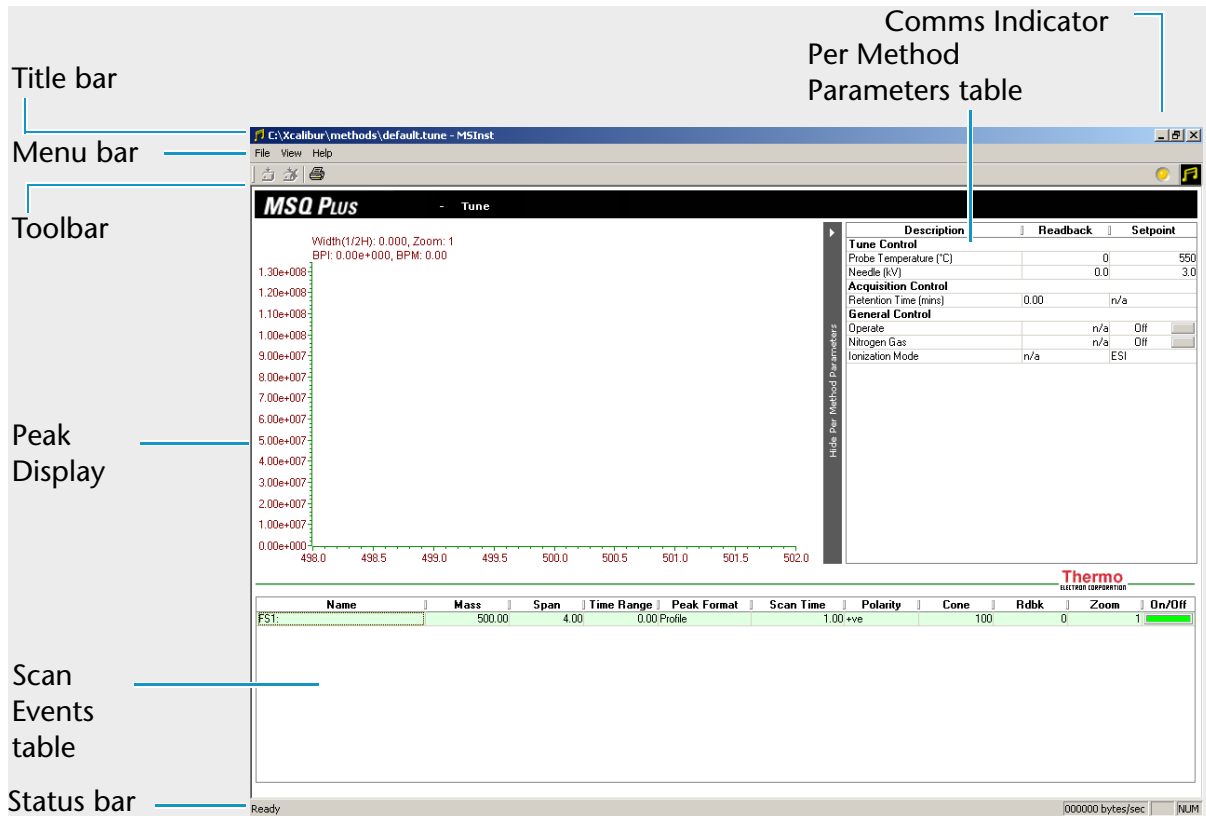 Comms Indicator
Per Method
Parameters table
Title bar
C:\Xcalibur\methods\default.tune - MSInst
Menu bar
File View Help
Toolbar
MSQ PLUS - Tune
Width(1/2H): 0.000, Zoom: 1
BPI: 0.00e+000, BPM: 0.00
1.30e+008
1.20e+008
1.10e+008
1.00e+008
9.00e+007
8.00e+007
7.00e+007
6.00e+007
5.00e+007
4.00e+007
3.00e+007
2.00e+007
1.00e+007
0.00e+000
498.0 498.5 499.0 499.5 500.0 500.5 501.0 501.5 502.0
Peak
Display
Hide Per Method Parameters
Description Readback Setpoint
Tune Control
Probe Temperature (°C) 0 550
Needle (kV) 0.0 3.0
Acquisition Control
Retention Time (mins) 0.00 n/a
General Control
Operate n/a Off
Nitrogen Gas n/a Off
Ionization Mode n/a ESI
Thermo
ELECTRON CORPORATION
Name Mass Span Time Range Peak Format Scan Time Polarity Cone Rdbk Zoom On/Off
FS1: 500.00 4.00 0.00 Profile 1.00 +ve 100 0 1
Scan
Events
table
Status bar
Ready 000000 bytes/sec NUM